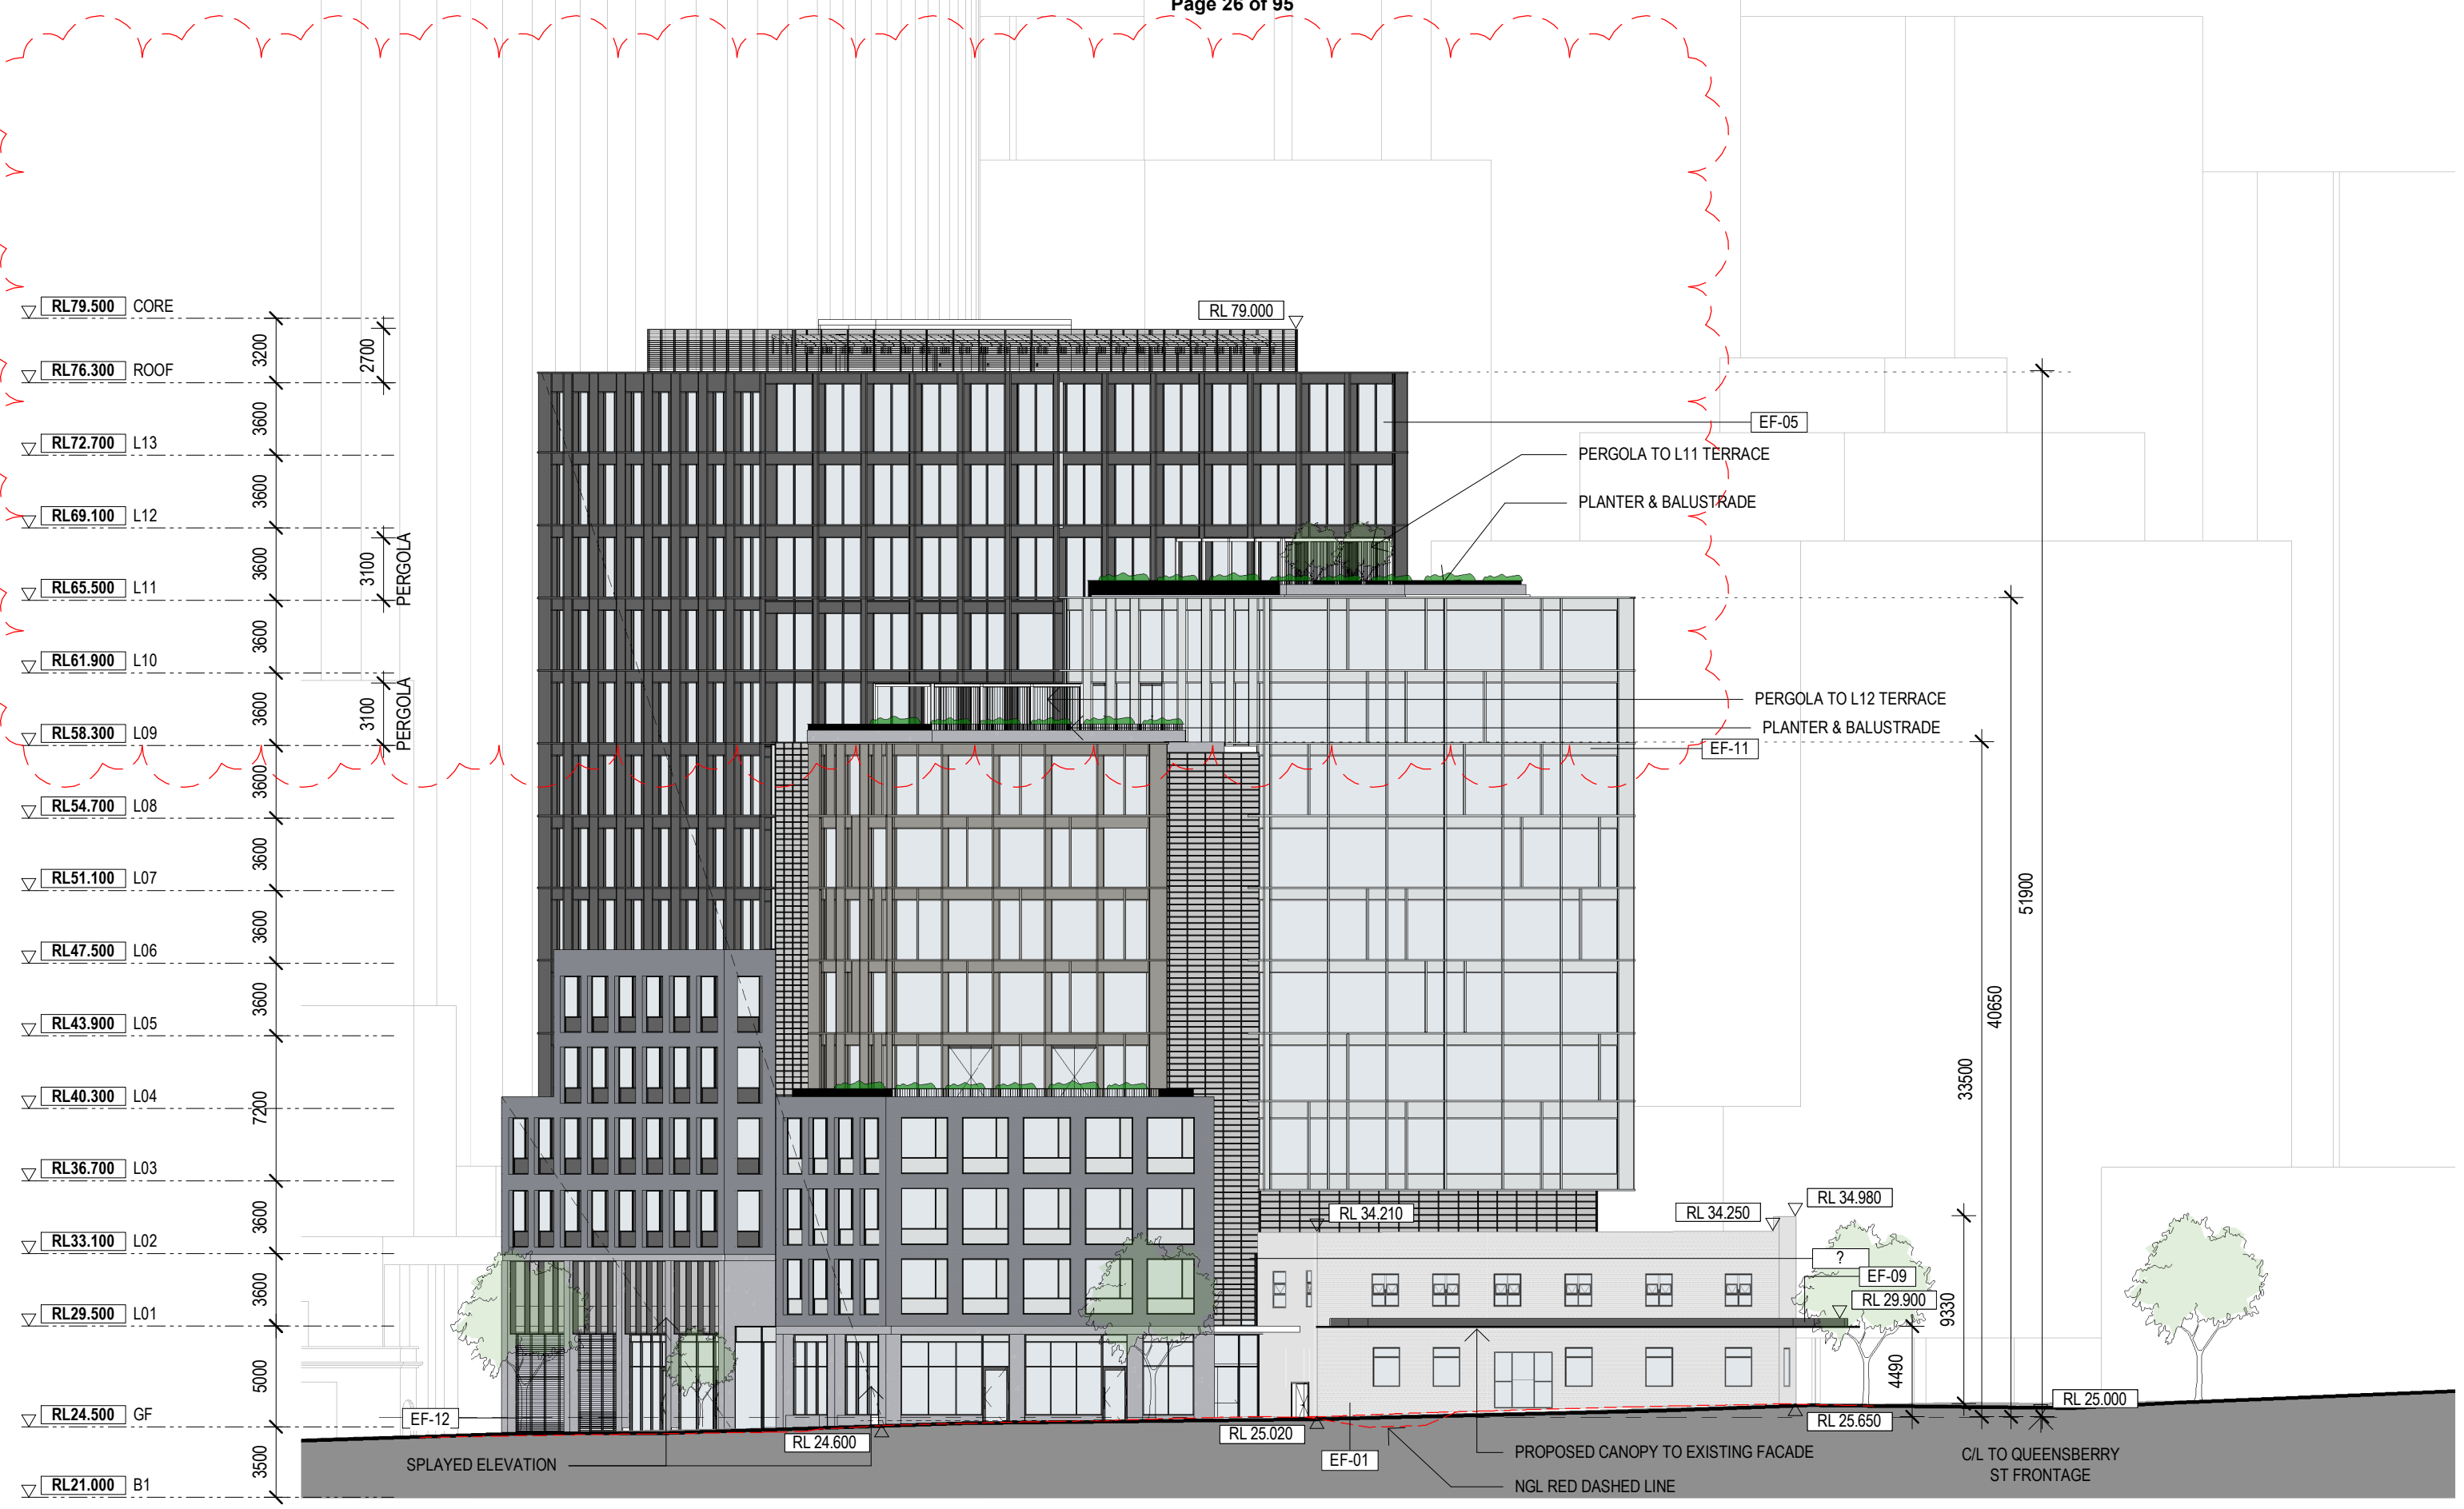 Page 26 of 95
RL79.500 CORE
RL 79.000
3200
2700
RL76.300 ROOF
3600
EF-05
RL72.700 L13
PERGOLA TO L11 TERRACE
3600
PLANTER & BALUSTRADE
RL69.100 L12
3600
3100
PERGOLA
RL65.500 L11
3600
RL61.900 L10
3600
3100
PERGOLA
PERGOLA TO L12 TERRACE
PLANTER & BALUSTRADE
RL58.300 L09
EF-11
3600
RL54.700 L08
3600
RL51.100 L07
51900
3600
RL47.500 L06
3600
40650
RL43.900 L05
33500
RL40.300 L04
7200
RL36.700 L03
3600
RL 34.980
RL 34.210
RL 34.250
RL33.100 L02
?
3600
EF-09
RL 29.900
9330
RL29.500 L01
5000
4490
RL 25.000
RL24.500 GF
EF-12
RL 25.650
RL 24.600
RL 25.020
3500
SPLAYED ELEVATION
EF-01
PROPOSED CANOPY TO EXISTING FACADE
C/L TO QUEENSBERRY
ST FRONTAGE
RL21.000 B1
NGL RED DASHED LINE